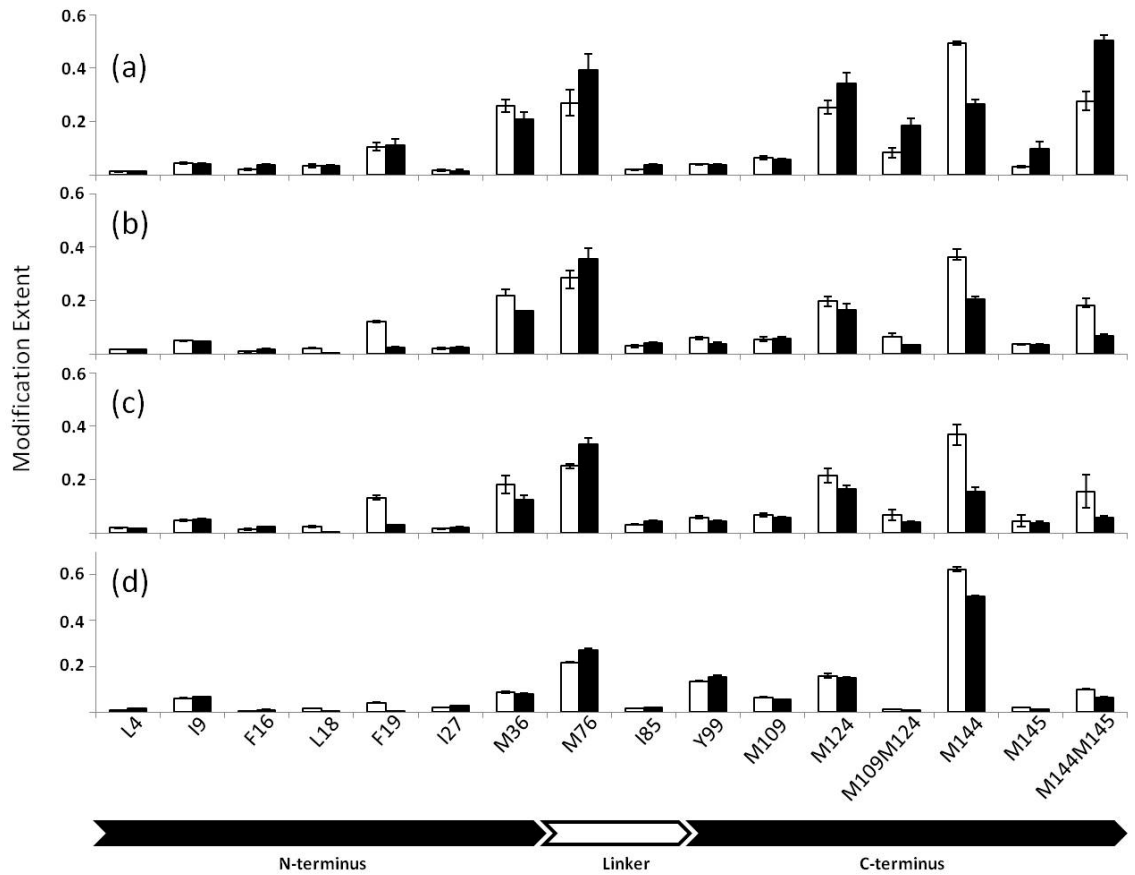 Modification Extent
0.6
0.4
0.2
(a)
0.6
0.4
0.2
(b)
0.6
0.4
0.2
(c)
0.6
0.4
0.2
(d)
L4
I9
F16
L18
F19
I27
M36
M76
I85
Y99
M109
M124
M109M124
M144
M145
M144M145
N-terminus
Linker
C-terminus